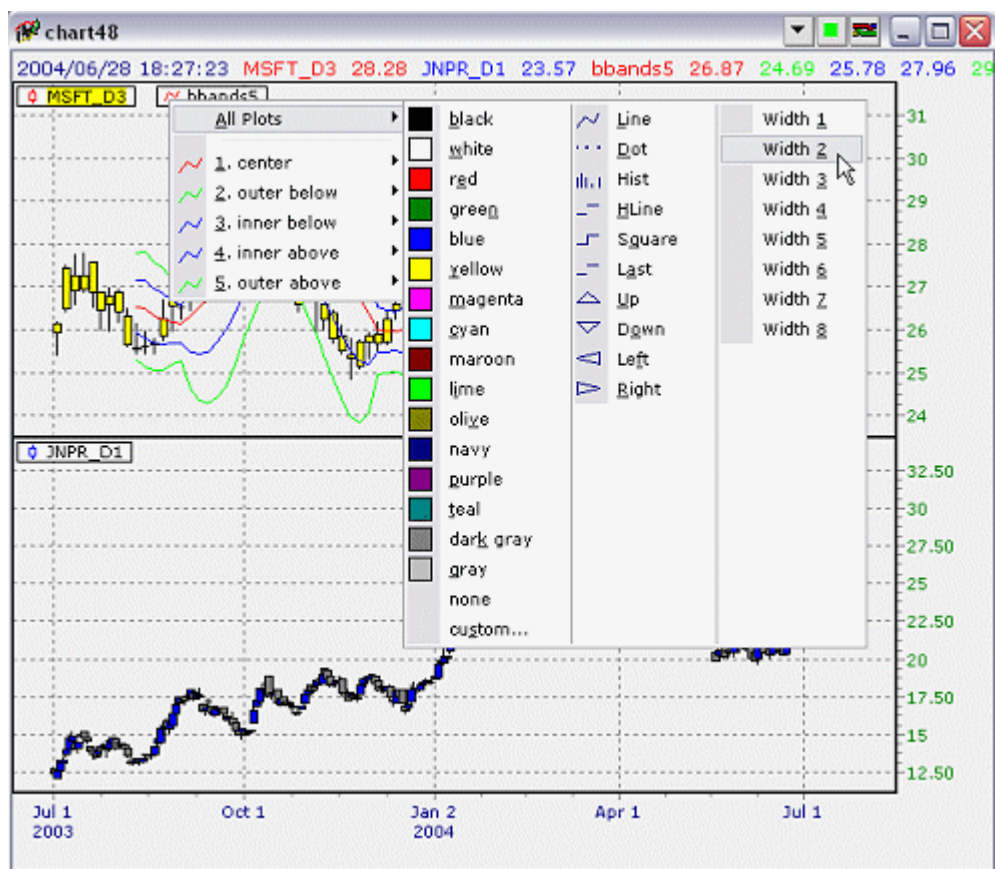 chart48
2004/06/28 18:27:23 MSFT_D3 28.28 JNPR_D1 23.57 bbands5 26.87 24.69 25.78 27.96 29
MSFT_D3 bbands5
All Plots
1. center
2. outer below
3. inner below
4. inner above
5. outer above
black
white
red
green
blue
yellow
magenta
cyan
maroon
lime
olive
navy
purple
teal
dark gray
gray
none
custom...
Line
Dot
Hist
HLine
Square
Last
Up
Down
Left
Right
Width 1
Width 2
Width 3
Width 4
Width 5
Width 6
Width 7
Width 8
31
30
29
28
27
26
25
24
JNPR_D1
32.50
30
27.50
25
22.50
20
17.50
15
12.50
Jul 1 Oct 1 Jan 2 Apr 1 Jul 1
2003 2004